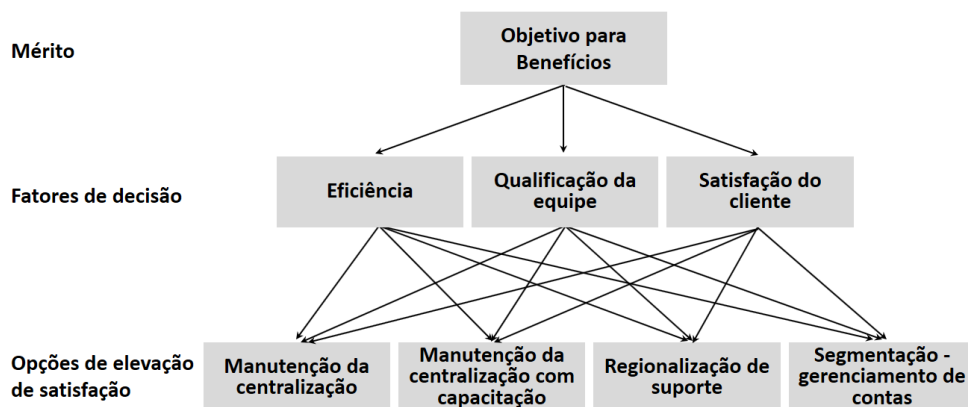 Mérito
Objetivo para
Benefícios
Fatores de decisão
Eficiência
Qualificação da
equipe
Satisfação do
cliente
Opções de elevação
de satisfação
Manutenção da
centralização
Manutenção da
centralização com
capacitação
Regionalização de
suporte
Segmentação -
gerenciamento de
contas